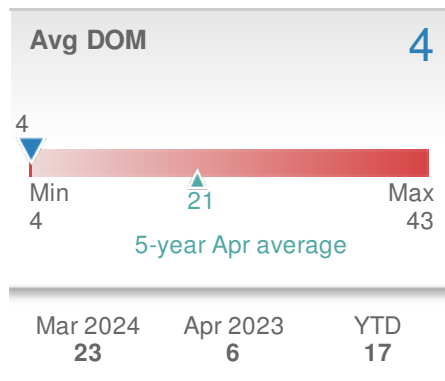 Avg DOM 4
4
Min Max
21
4 43
5-year Apr average
Mar 2024 Apr 2023 YTD
23 6 17